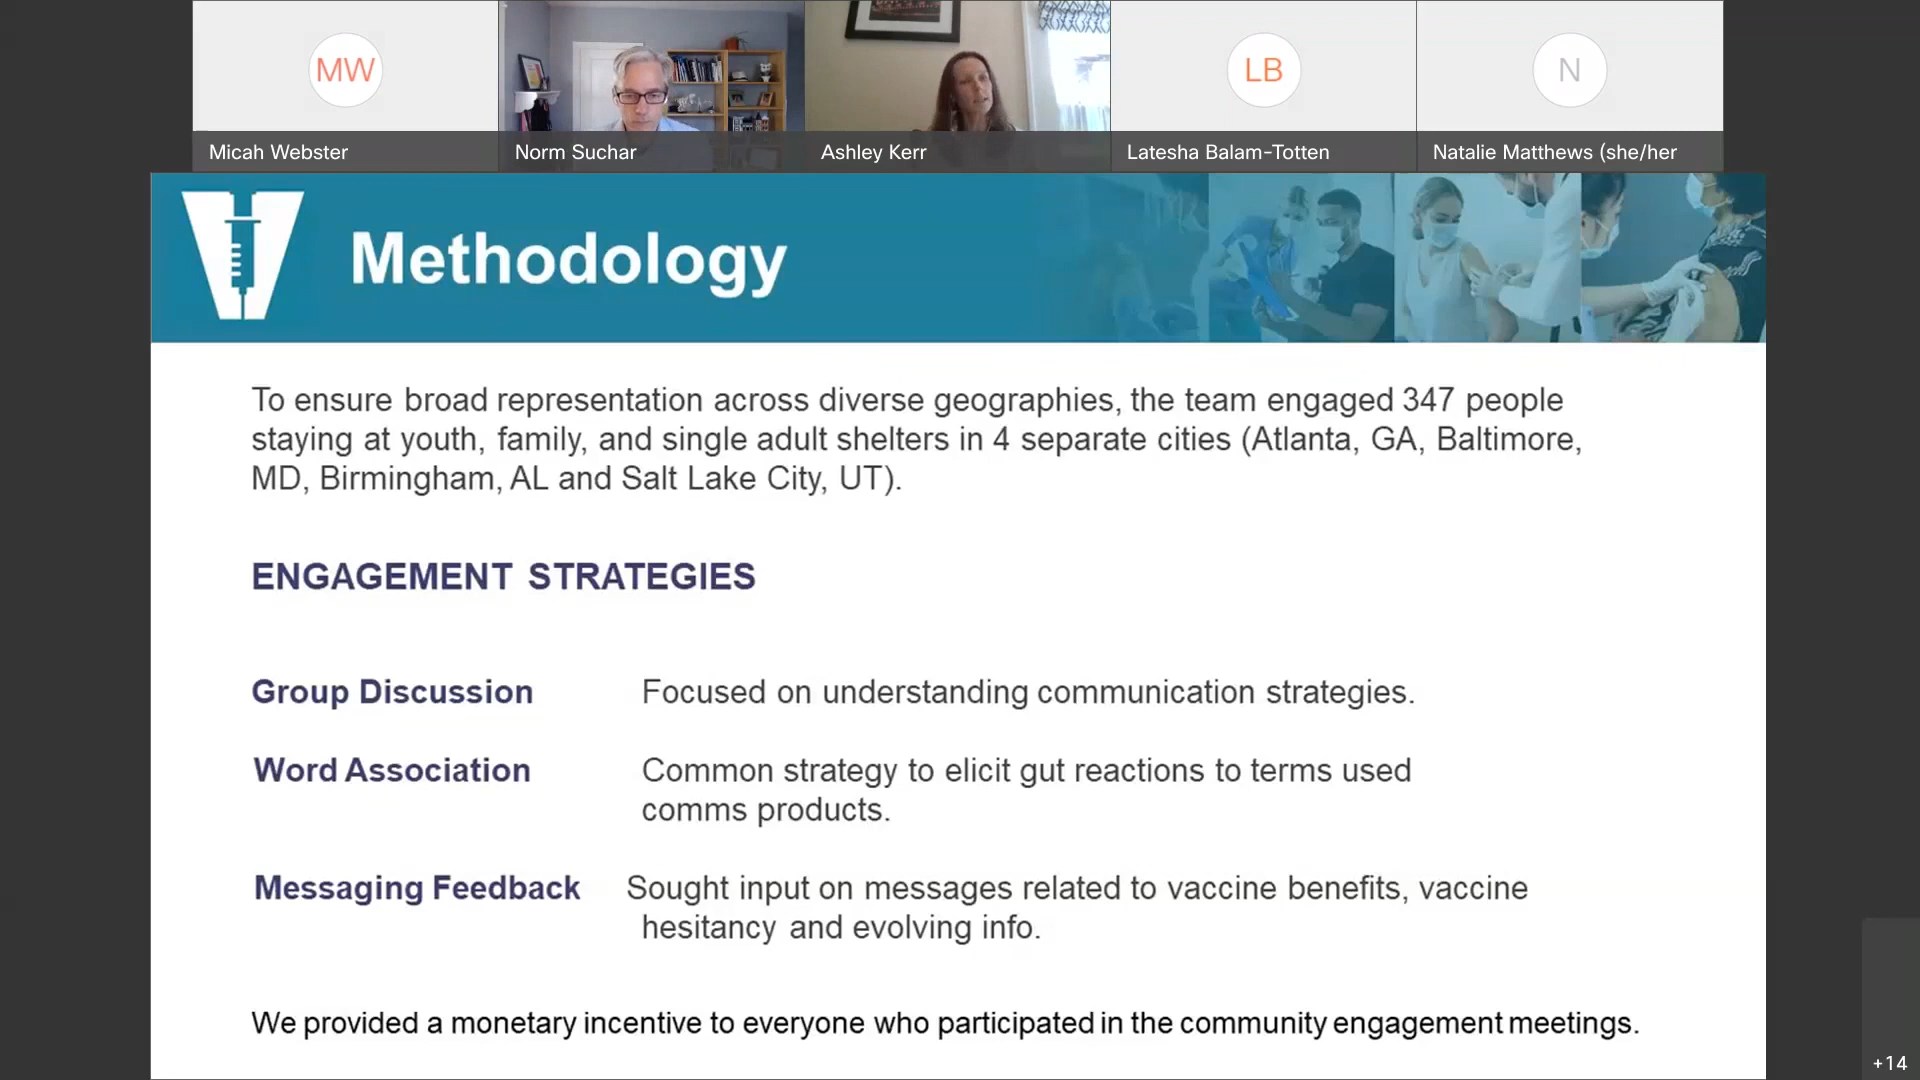 MW
LB
N
Micah Webster
Norm Suchar
Ashley Kerr
Latesha Balam-Totten
Natalie Matthews (she/her
Methodology
To ensure broad representation across diverse geographies, the team engaged 347 people
staying at youth, family, and single adult shelters in 4 separate cities (Atlanta, GA, Baltimore,
MD, Birmingham, AL and Salt Lake City, UT).
ENGAGEMENT STRATEGIES
Group Discussion Focused on understanding communication strategies.
Word Association Common strategy to elicit gut reactions to terms used
comms products.
Messaging Feedback Sought input on messages related to vaccine benefits, vaccine
hesitancy and evolving info.
We provided a monetary incentive to everyone who participated in the community engagement meetings.
+14